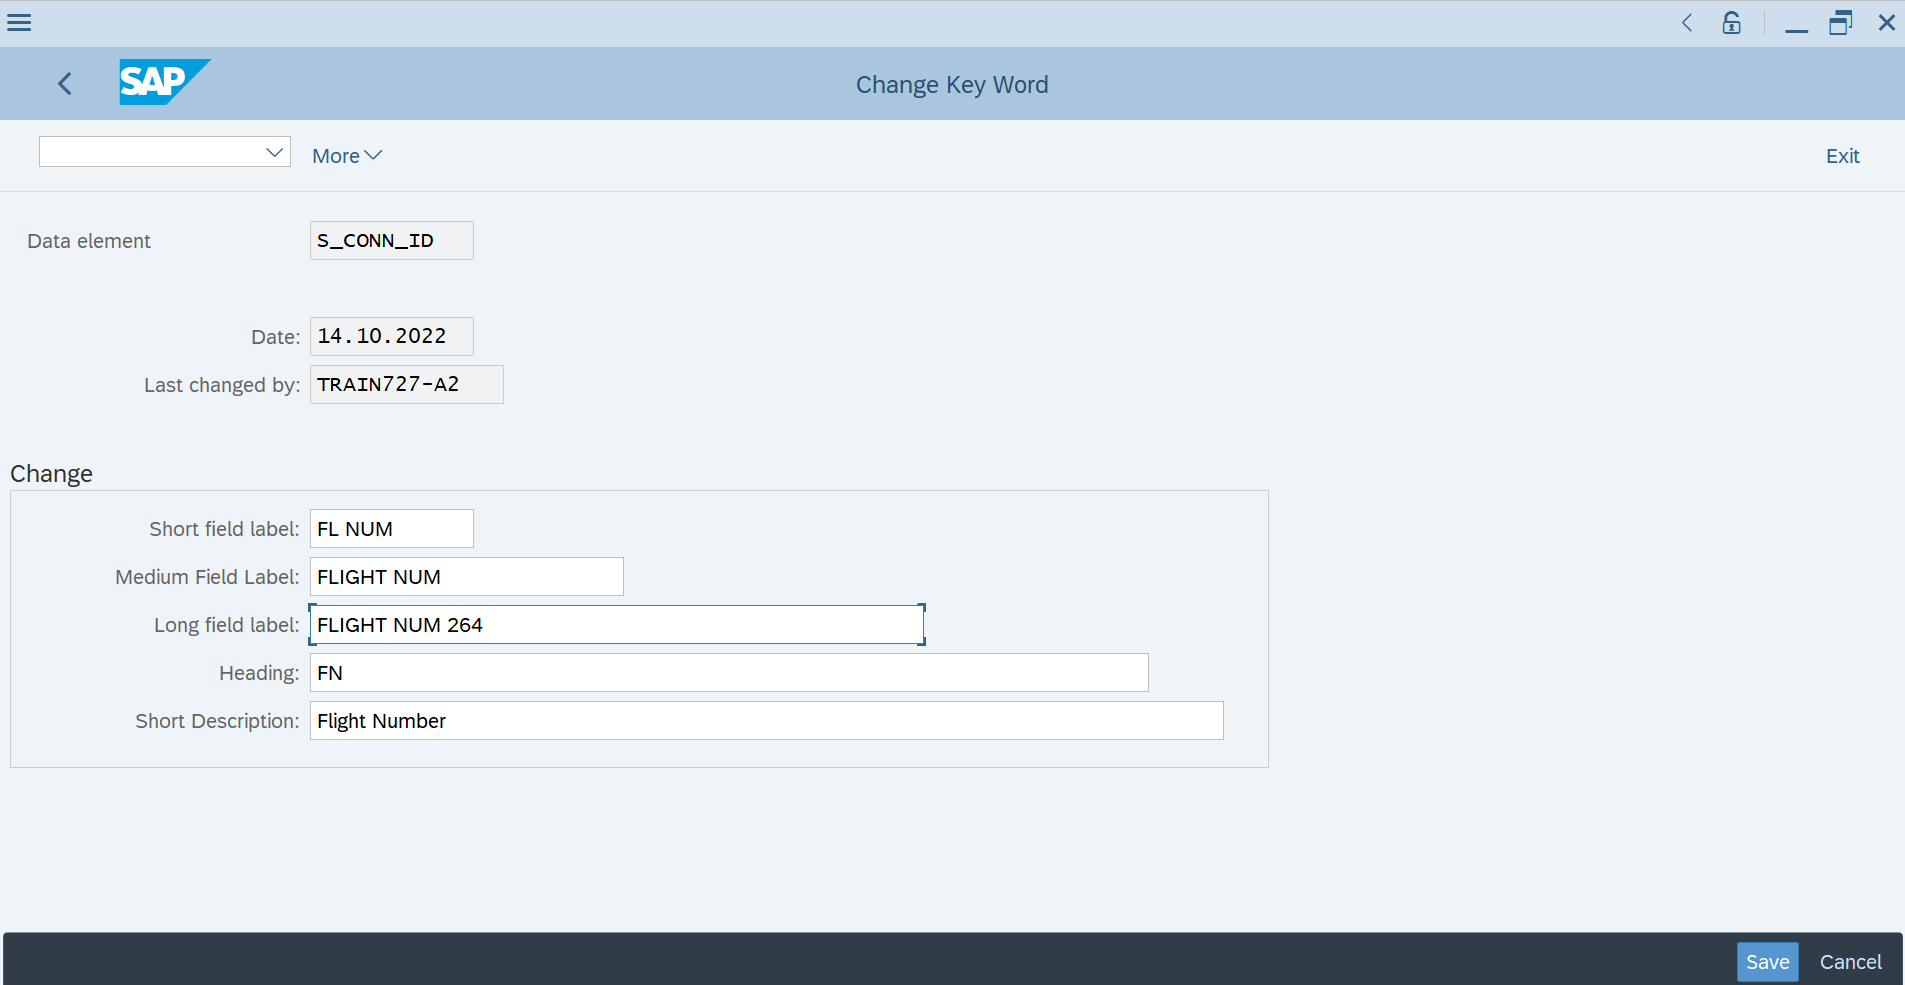 SAP
Change Key Word
More
Exit
Data element
S_CONN_ID
Date:
14.10.2022
Last changed by:
TRAIN727-A2
Change
Short field label:
FL NUM
Medium Field Label:
FLIGHT NUM
Long field label:
FLIGHT NUM 264
Heading:
FN
Short Description:
Flight Number
Save
Cancel